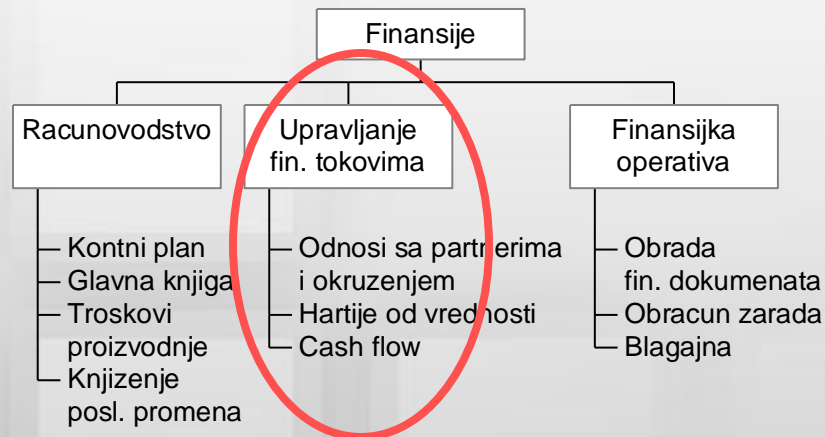 Finansije
Racunovodstvo
Upravljanje
fin. tokovima
Finansijka
operativa
Kontni plan
Glavna knjiga
Troskovi
proizvodnje
Knjizenje
posl. promena
Odnosi sa partnerima
i okruzenjem
Hartije od vrednosti
Cash flow
Obrada
fin. dokumenata
Obracun zarada
Blagajna